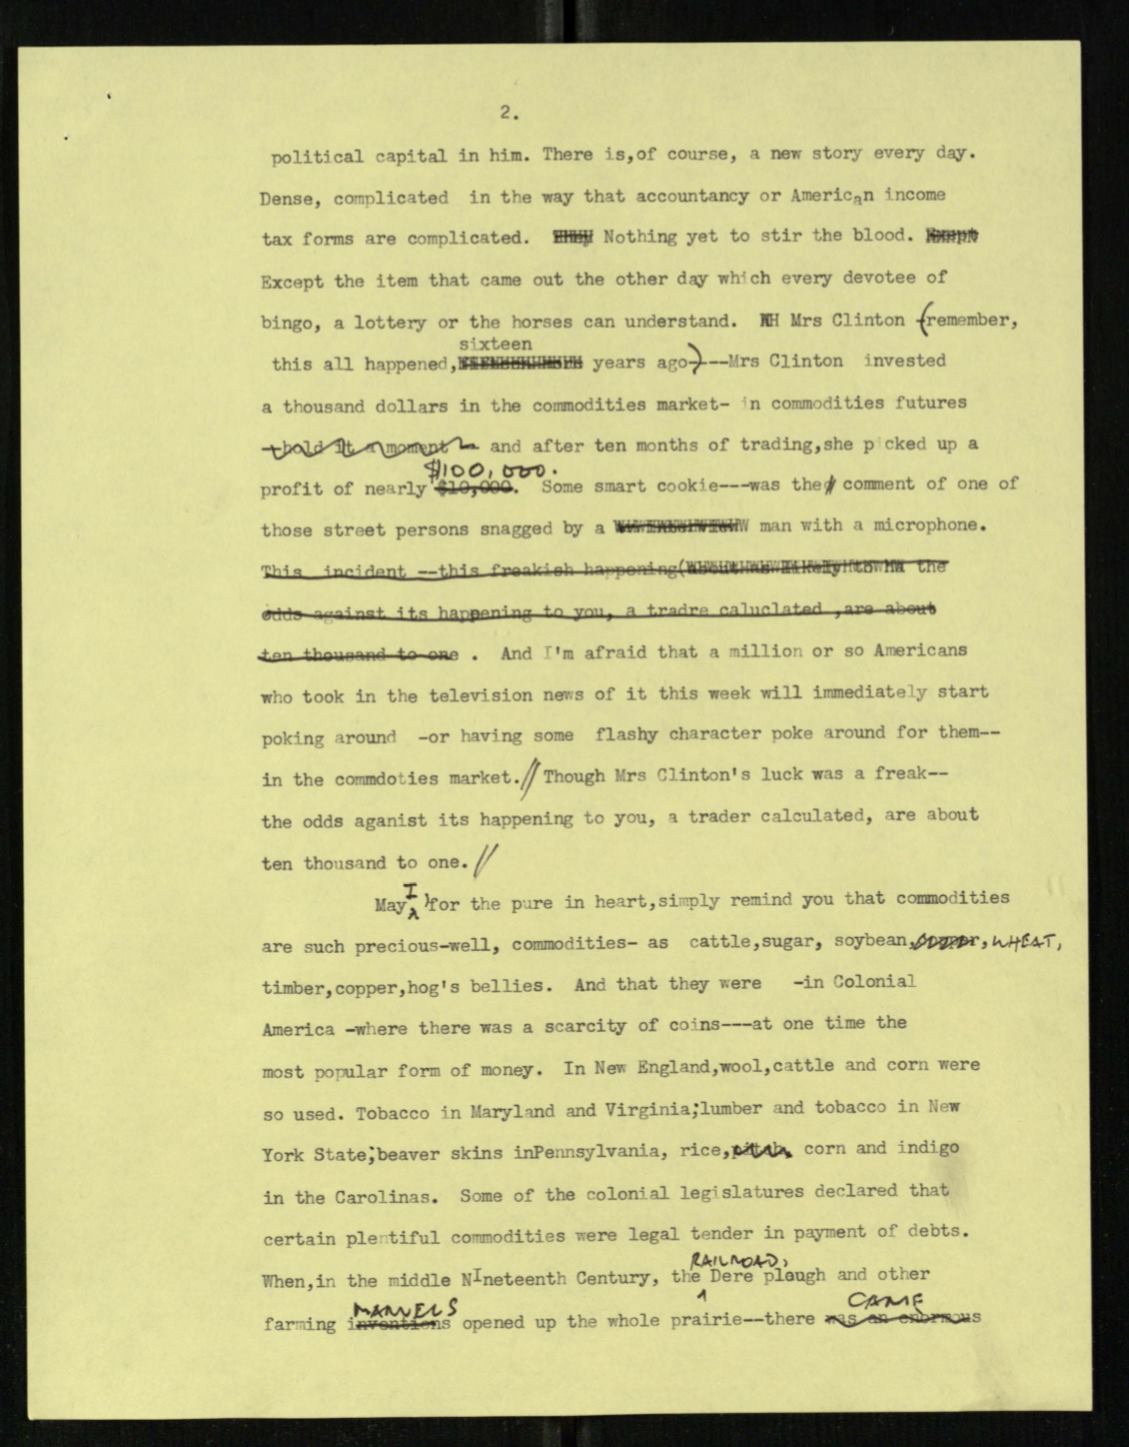 2.
political capital in him. There is,of course, a new story every day.
Dense, complicated in the way that accountancy or American income
tax forms are complicated. Nothing yet to stir the blood. Exept
Except the item that came out the other day which every devotee of
bingo, a lottery or the horses can understand. Mrs Clinton (remember,
sixteen
this all happened, years ago)---Mrs Clinton invested
a thousand dollars in the commodities market- in commodities futures
-hold it a moment - and after ten months of trading,she picked up a
$100,000.
profit of nearly $10,000. Some smart cookie---was the comment of one of
those street persons snagged by a man with a microphone.
This incident --this freakish happening( the
odds against its happening to you, a tradre caluclated ,are about
ten thousand to one . And I'm afraid that a million or so Americans
who took in the television news of it this week will immediately start
poking around -or having some flashy character poke around for them--
in the commdoties market.// Though Mrs Clinton's luck was a freak--
the odds aganist its happening to you, a trader calculated, are about
ten thousand to one.//
I
May, for the pure in heart,simply remind you that commodities
are such precious-well, commodities- as cattle,sugar, soybean, , WHEAT,
timber,copper,hog's bellies. And that they were -in Colonial
America -where there was a scarcity of coins---at one time the
most popular form of money. In New England,wool,cattle and corn were
so used. Tobacco in Maryland and Virginia;lumber and tobacco in New
York State;beaver skins inPennsylvania, rice, corn and indigo
in the Carolinas. Some of the colonial legislatures declared that
certain plentiful commodities were legal tender in payment of debts.
RAILROAD,
When,in the middle NIneteenth Century, the Dere plough and other
MARVELS CAME
farming inventions opened up the whole prairie--there was an enormous